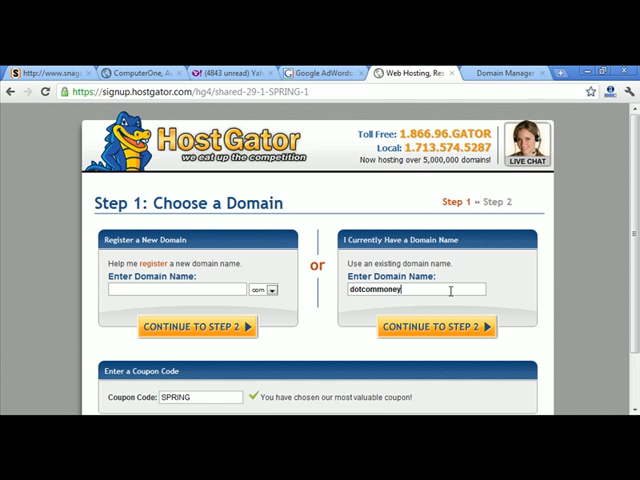 http://www.snag
ComputerOne, A
(4843 unread) Yah
Google AdWords
Web Hosting, Res
Domain Manager
https://signup.hostgator.com/hg4/shared-29-1-SPRING-1
HostGator
we eat up the competition
Toll Free: 1.866.96.GATOR
Local: 1.713.574.5287
Now hosting over 5,000,000 domains!
LIVE CHAT
Step 1: Choose a Domain
Step 1 » Step 2
Register a New Domain
Help me register a new domain name.
Enter Domain Name:
com
CONTINUE TO STEP 2
or
I Currently Have a Domain Name
Use an existing domain name.
Enter Domain Name:
dotcommoney
CONTINUE TO STEP 2
Enter a Coupon Code
Coupon Code: SPRING
You have chosen our most valuable coupon!